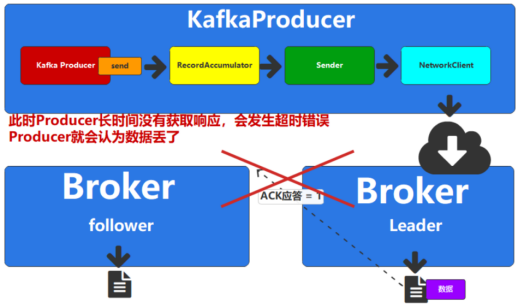 KafkaProducer
Kafka Producer
send
RecordAccumulator
Sender
NetworkClient
此时Producer长时间没有获取响应，会发生超时错误
Producer就会认为数据丢了
Broker
follower
Broker
Leader
ACK应答 = 1
数据